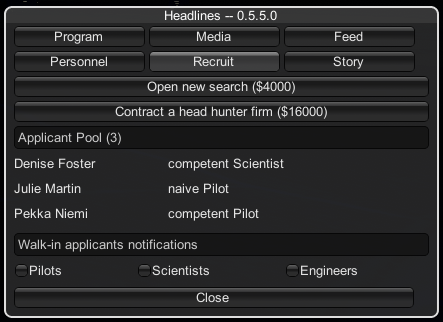 Headlines -- 0.5.5.0
Program Media Feed
Personnel Recruit Story
Open new search ($4000)
Contract a head hunter firm ($16000)
Applicant Pool (3)
Denise Foster competent Scientist
Julie Martin naive Pilot
Pekka Niemi competent Pilot
Walk-in applicants notifications
Pilots Scientists Engineers
Close